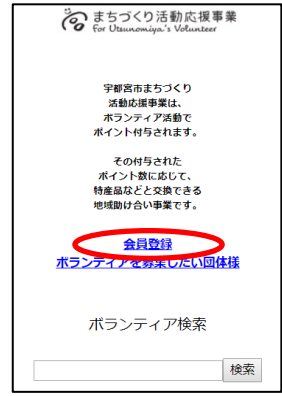 まちづくり活動応援事業
For Utsunomiya's Volunteer
宇都宮市まちづくり
活動応援事業は、
ボランティア活動で
ポイント付与されます。
その付与された
ポイント数に応じて、
特産品などと交換できる
地域助け合い事業です。
会員登録
ボランティアを募集したい団体様
ボランティア検索
検索